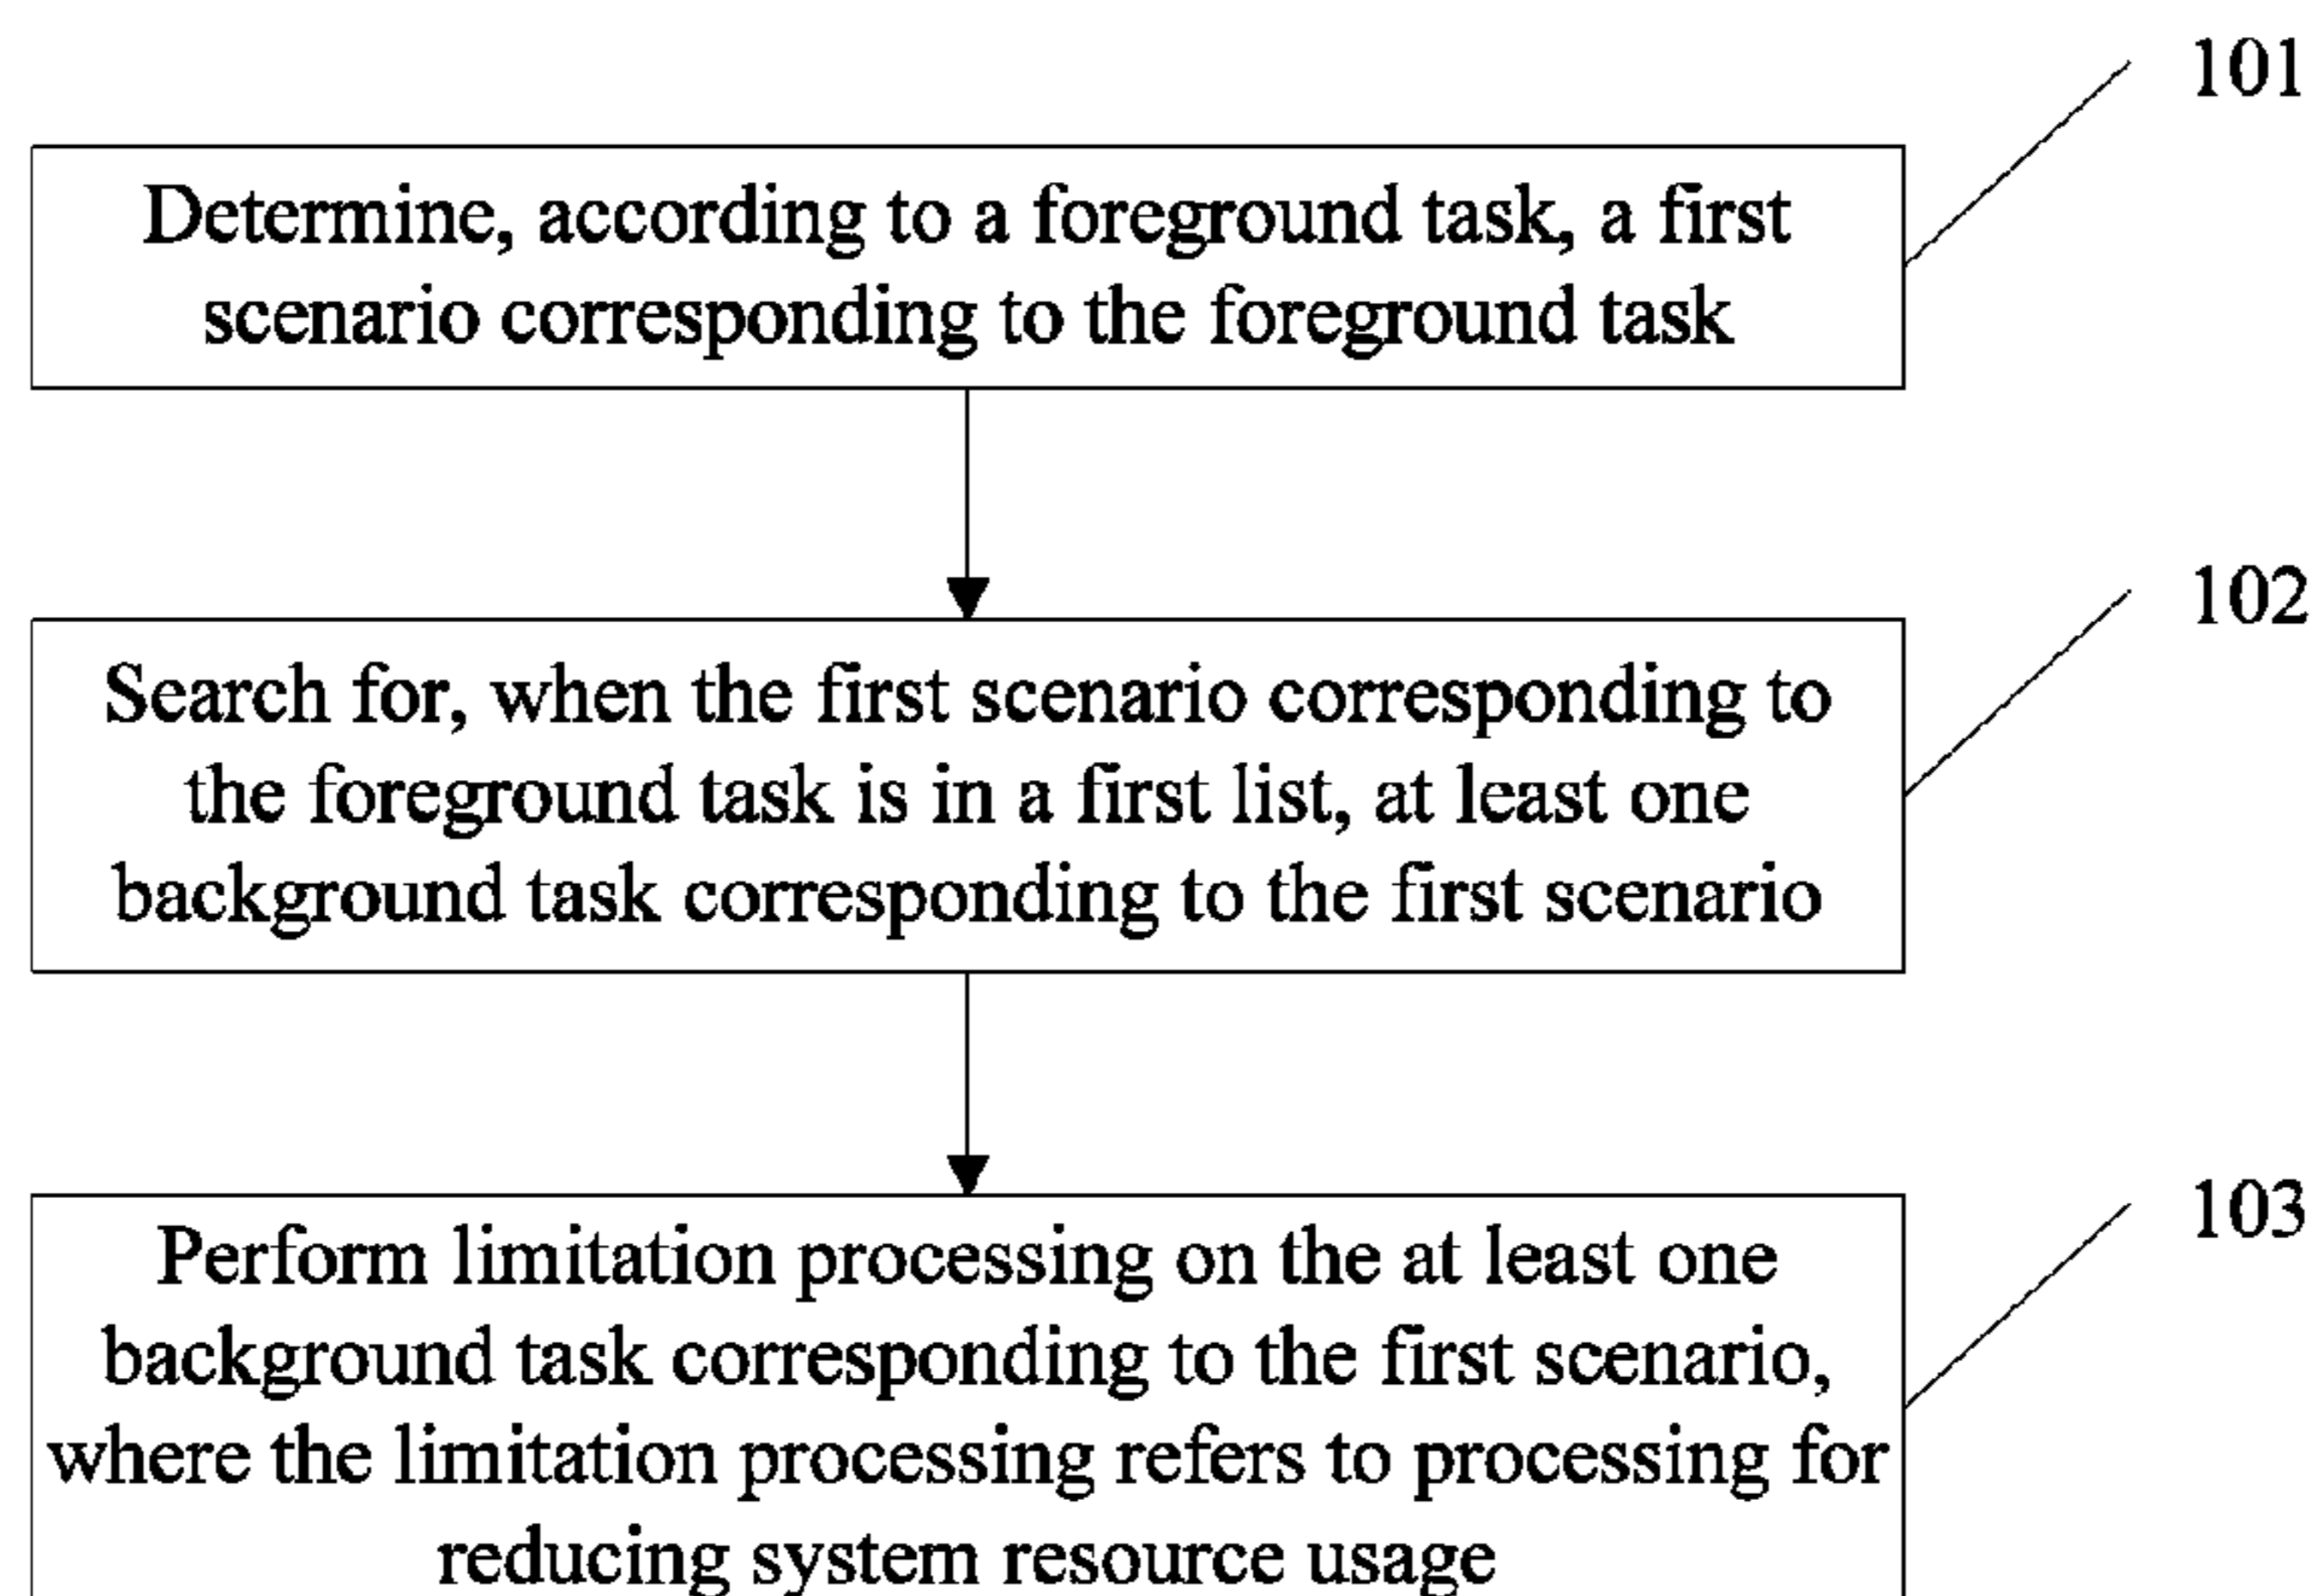 101
Determine, according to a foreground task, a first
scenario corresponding to the foreground task
102
Search for, when the first scenario corresponding to
the foreground task is in a first list, at least one
background task corresponding to the first scenario
103
Perform limitation processing on the at least one
background task corresponding to the first scenario,
where the limitation processing refers to processing for
reducing system resource usage